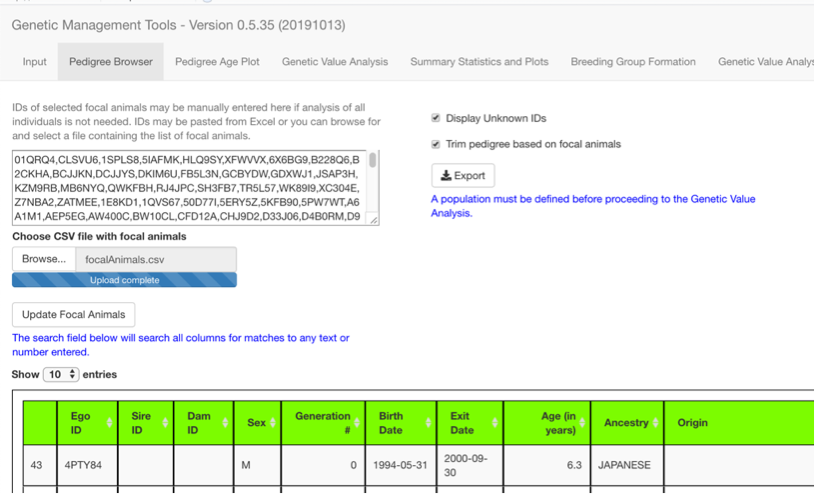 Genetic Management Tools - Version 0.5.35 (20191013)
Input Pedigree Browser Pedigree Age Plot Genetic Value Analysis Summary Statistics and Plots Breeding Group Formation Genetic Value Analys
IDs of selected focal animals may be manually entered here if analysis of all
individuals is not needed. IDs may be pasted from Excel or you can browse for
and select a file containing the list of focal animals.
01QRQ4,CLSVU6,1SPLS8,5IAFMK,HLQ9SY,XFWVVX,6X6BG9,B228Q6,B
2CKHA,BCJJKN,DCJJYS,DKIM6U,FB5L3N,GCBYDW,GDXWJ1,JSAP3H,
KZM9RB,MB6NYQ,QWKFBH,RJ4JPC,SH3FB7,TR5L57,WK89I9,XC304E,
Z7NBA2,ZATMEE,1E8KD1,1QVS67,50D77I,5ERY5Z,5KFB90,5PW7WT,A6
A1M1,AEP5EG,AW400C,BW10CL,CFD12A,CHJ9D2,D33J06,D4B0RM,D9
Choose CSV file with focal animals
Browse... focalAnimals.csv
Upload complete
Update Focal Animals
The search field below will search all columns for matches to any text or
number entered.
Show 10 entries
Display Unknown IDs
Trim pedigree based on focal animals
Export
A population must be defined before proceeding to the Genetic Value
Analysis.
Ego ID Sire ID Dam ID Sex Generation # Birth Date Exit Date Age (in years) Ancestry Origin
43 4PTY84 M 0 1994-05-31 2000-09-30 6.3 JAPANESE